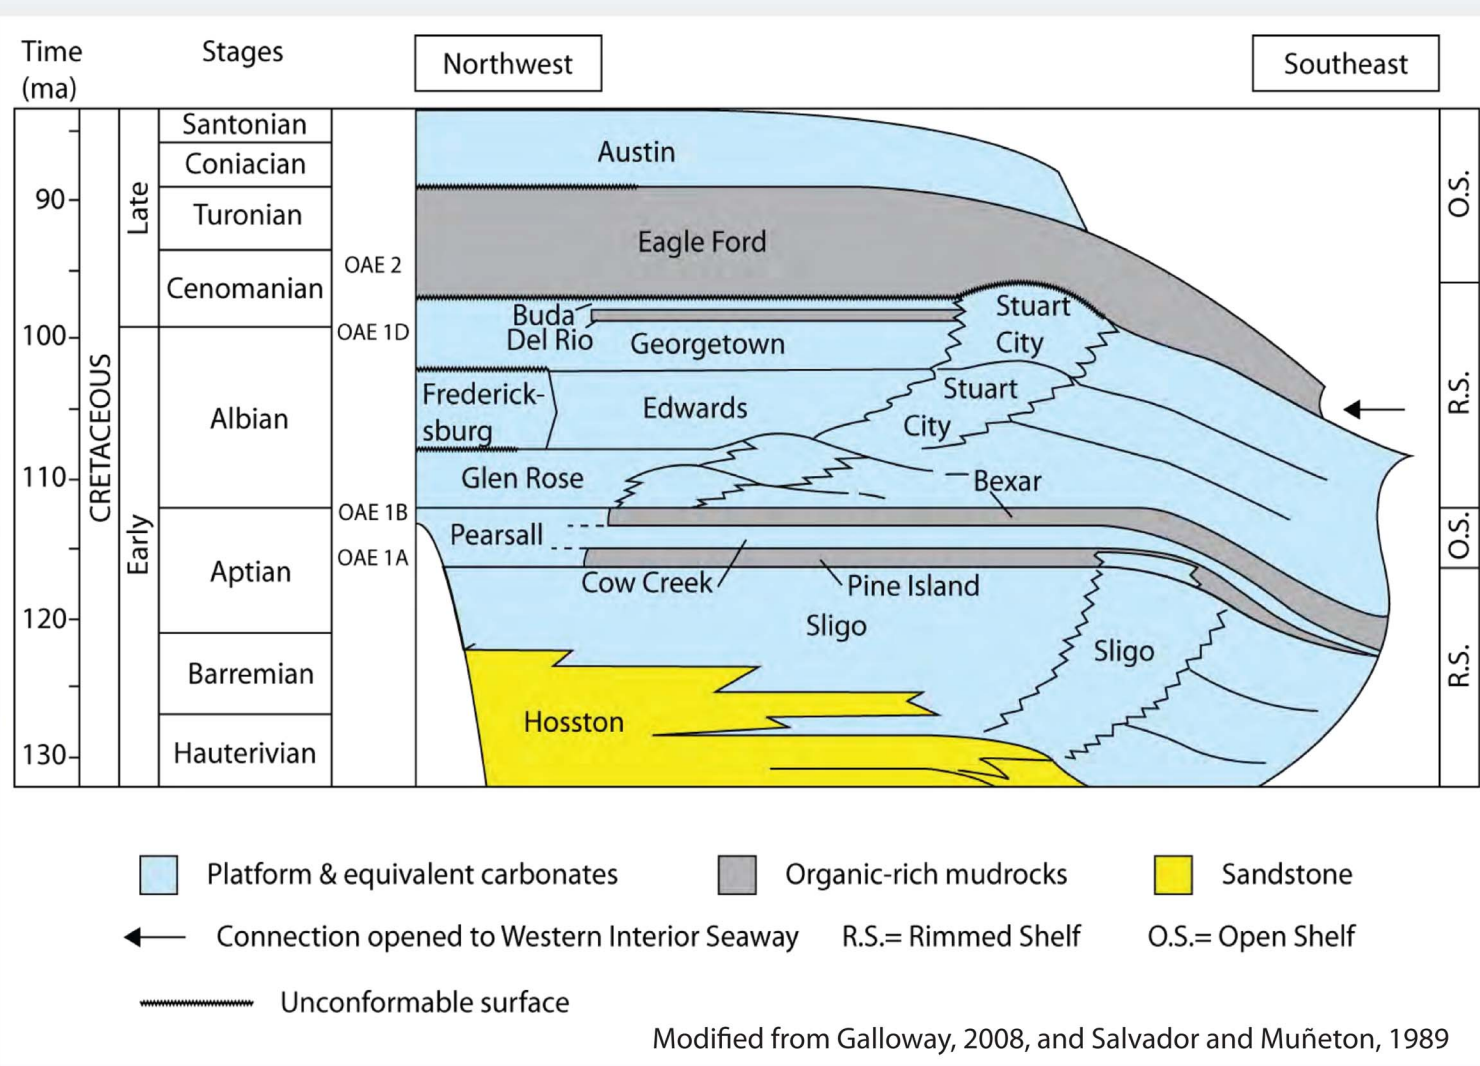 Time
(ma)
Stages
Northwest
Southeast
90
100
110
120
130
CRETACEOUS
Late
Early
Santonian
Coniacian
Turonian
Cenomanian
Albian
Aptian
Barremian
Hauterivian
OAE 2
OAE 1D
OAE 1B
OAE 1A
Austin
Eagle Ford
Buda
Del Rio
Georgetown
Stuart
City
Frederick-
sburg
Edwards
Stuart
City
Glen Rose
Bexar
Pearsall
Cow Creek
Pine Island
Sligo
Sligo
Hosston
O.S.
R.S.
O.S.
R.S.
Platform & equivalent carbonates
Organic-rich mudrocks
Sandstone
Connection opened to Western Interior Seaway
R.S.= Rimmed Shelf
O.S.= Open Shelf
Unconformable surface
Modified from Galloway, 2008, and Salvador and Muñeton, 1989